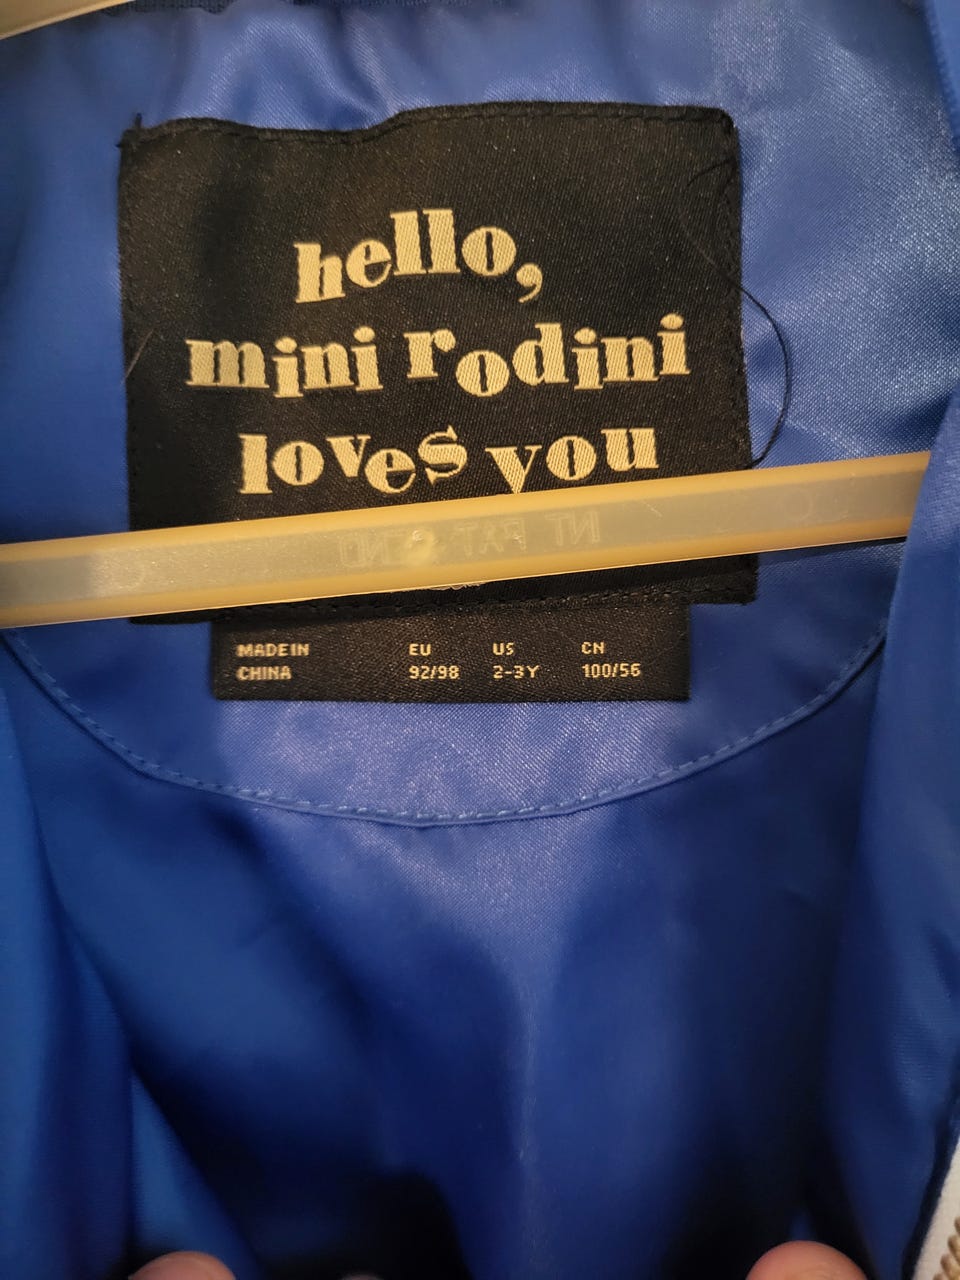 hello,
mini rodini
loves you
MADE IN
CHINA
EU
92/98
US
2-3Y
CN
100/56